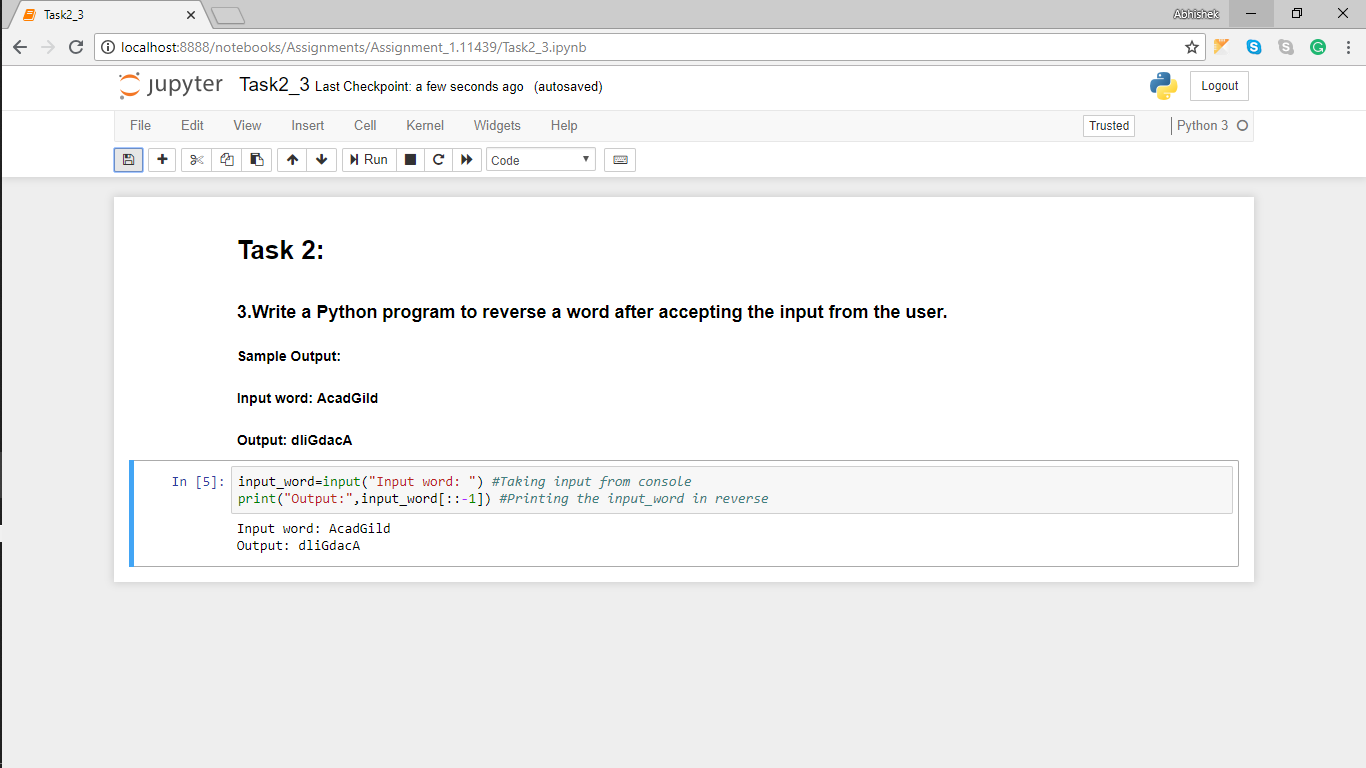 Task2_3
Abhishek
localhost:8888/notebooks/Assignments/Assignment_1.11439/Task2_3.ipynb
jupyter Task2_3 Last Checkpoint: a few seconds ago (autosaved)
Logout
File Edit View Insert Cell Kernel Widgets Help
Trusted
Python 3
Run
Code
Task 2:
3.Write a Python program to reverse a word after accepting the input from the user.
Sample Output:
Input word: AcadGild
Output: dliGdacA
In [5]: input_word=input("Input word: ") #Taking input from console
print("Output:",input_word[::-1]) #Printing the input_word in reverse
Input word: AcadGild
Output: dliGdacA